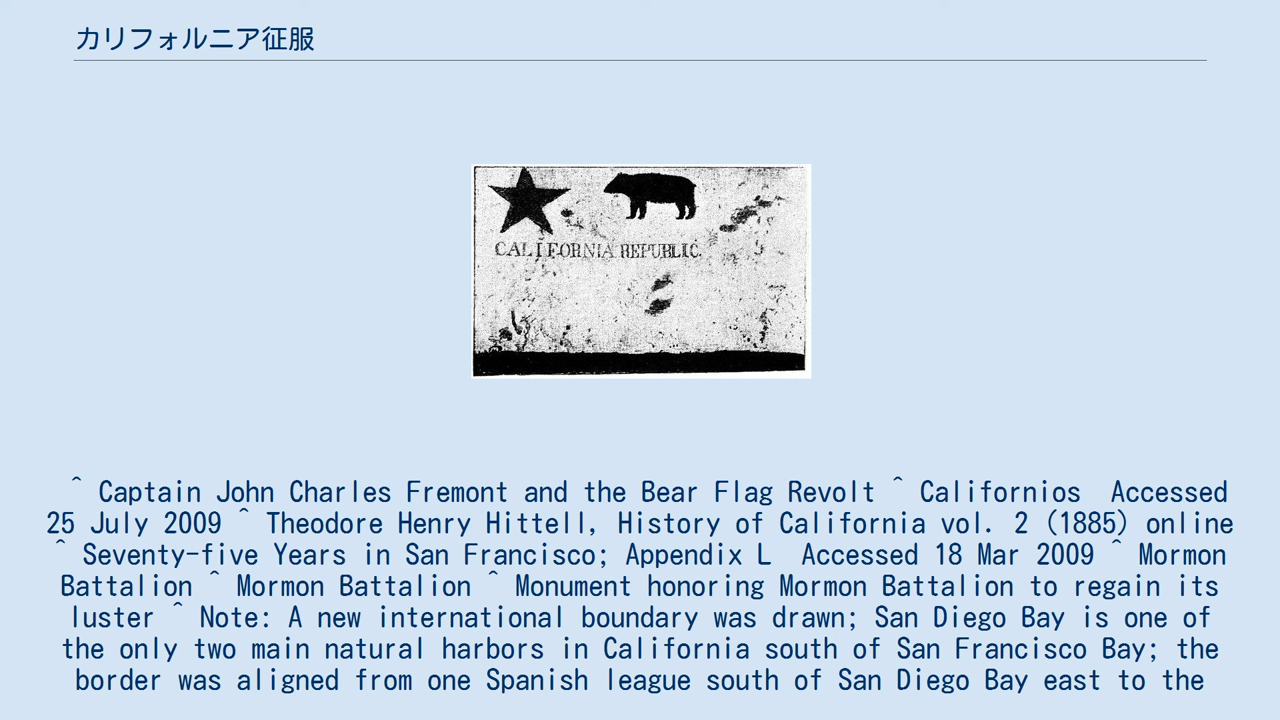 カリフォルニア征服
CALIFORNIA REPUBLIC.
^ Captain John Charles Fremont and the Bear Flag Revolt ^ Californios  Accessed
25 July 2009 ^ Theodore Henry Hittell, History of California vol. 2 (1885) online
^ Seventy-five Years in San Francisco; Appendix L  Accessed 18 Mar 2009 ^ Mormon
Battalion ^ Mormon Battalion ^ Monument honoring Mormon Battalion to regain its
luster ^ Note: A new international boundary was drawn; San Diego Bay is one of
the only two main natural harbors in California south of San Francisco Bay; the
border was aligned from one Spanish league south of San Diego Bay east to the